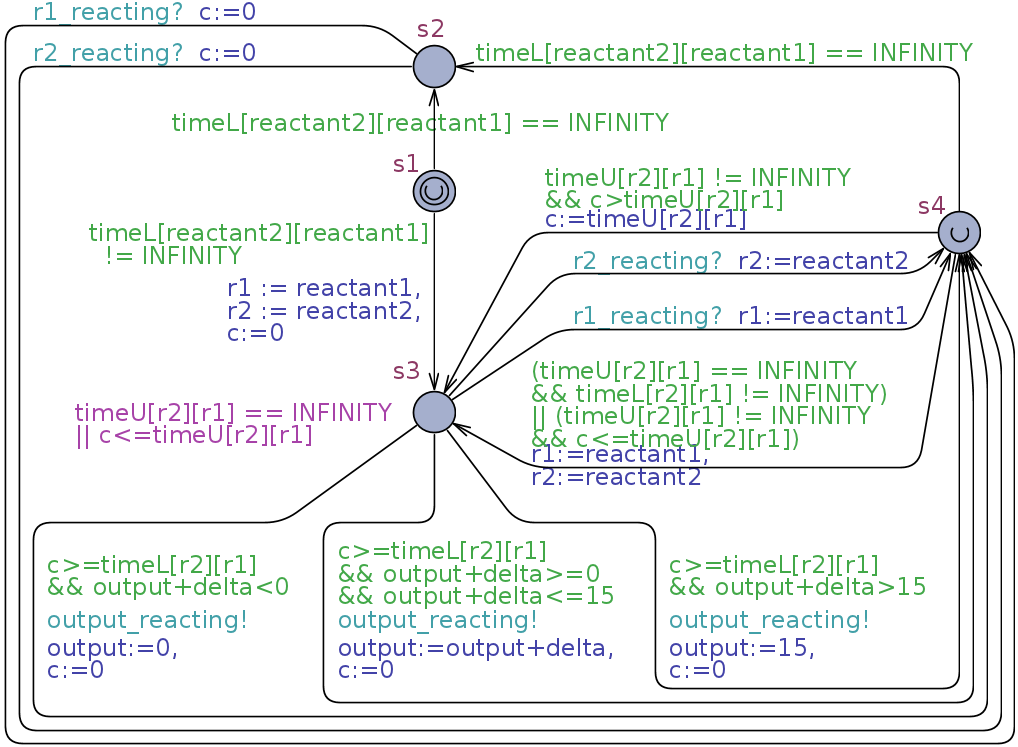 r1_reacting? c:=0
s2
r2_reacting? c:=0
timeL[reactant2][reactant1] == INFINITY
timeL[reactant2][reactant1] == INFINITY
s1
timeU[r2][r1] != INFINITY
&& c>timeU[r2][r1]
c:=timeU[r2][r1]
s4
timeL[reactant2][reactant1]
!= INFINITY
r2_reacting? r2:=reactant2
r1 := reactant1,
r2 := reactant2,
c:=0
r1_reacting? r1:=reactant1
s3
(timeU[r2][r1] == INFINITY
&& timeL[r2][r1] != INFINITY)
|| (timeU[r2][r1] != INFINITY
&& c<=timeU[r2][r1])
r1:=reactant1,
r2:=reactant2
timeU[r2][r1] == INFINITY
|| c<=timeU[r2][r1]
c>=timeL[r2][r1]
&& output+delta<0
output_reacting!
output:=0,
c:=0
c>=timeL[r2][r1]
&& output+delta>=0
&& output+delta<=15
output_reacting!
output:=output+delta,
c:=0
c>=timeL[r2][r1]
&& output+delta>15
output_reacting!
output:=15,
c:=0